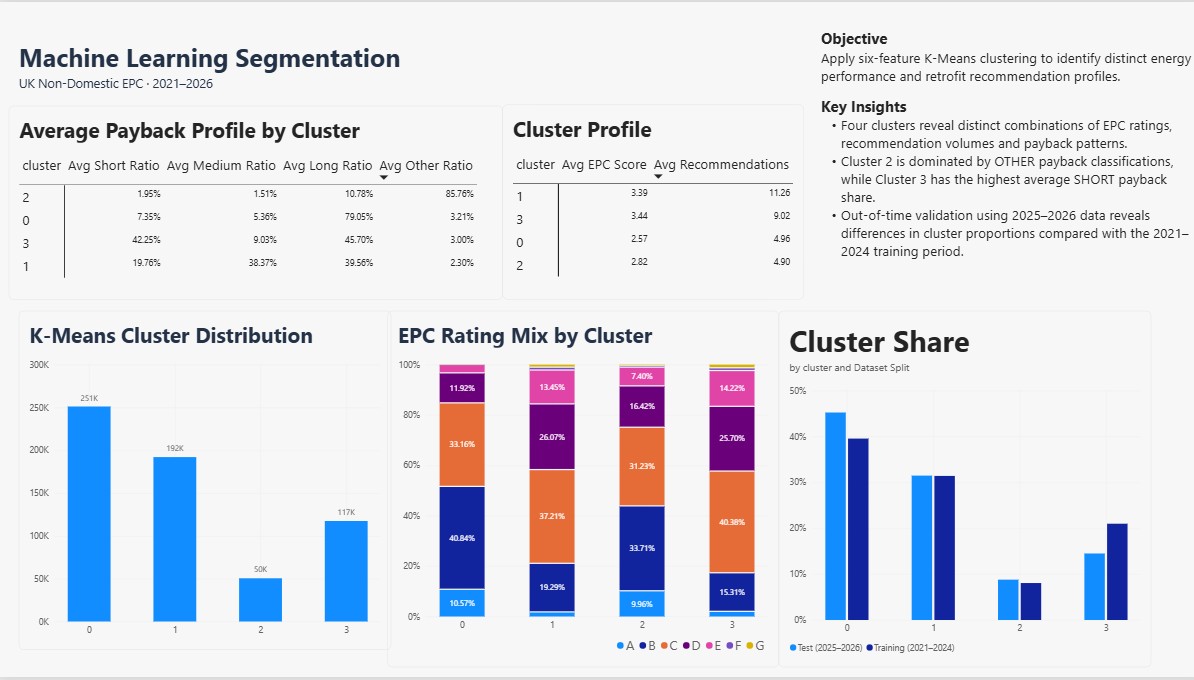 Machine Learning Segmentation
UK Non-Domestic EPC · 2021–2026
Objective
Apply six-feature K-Means clustering to identify distinct energy
performance and retrofit recommendation profiles.
Key Insights
• Four clusters reveal distinct combinations of EPC ratings,
recommendation volumes and payback patterns.
• Cluster 2 is dominated by OTHER payback classifications,
while Cluster 3 has the highest average SHORT payback
share.
• Out-of-time validation using 2025–2026 data reveals
differences in cluster proportions compared with the 2021–
2024 training period.
Average Payback Profile by Cluster
cluster Avg Short Ratio Avg Medium Ratio Avg Long Ratio Avg Other Ratio
2 1.95% 1.51% 10.78% 85.76%
0 7.35% 5.36% 79.05% 3.21%
3 42.25% 9.03% 45.70% 3.00%
1 19.76% 38.37% 39.56% 2.30%
Cluster Profile
cluster Avg EPC Score Avg Recommendations
1 3.39 11.26
3 3.44 9.02
0 2.57 4.96
2 2.82 4.90
K-Means Cluster Distribution
300K
250K
200K
150K
100K
50K
0K
251K
192K
50K
117K
0 1 2 3
EPC Rating Mix by Cluster
100%
80%
60%
40%
20%
0%
11.92%
33.16%
40.84%
10.57%
13.45%
26.07%
37.21%
19.29%
7.40%
16.42%
31.23%
33.71%
9.96%
14.22%
25.70%
40.38%
15.31%
0 1 2 3
A B C D E F G
Cluster Share
by cluster and Dataset Split
50%
40%
30%
20%
10%
0%
0 1 2 3
Test (2025–2026) Training (2021–2024)